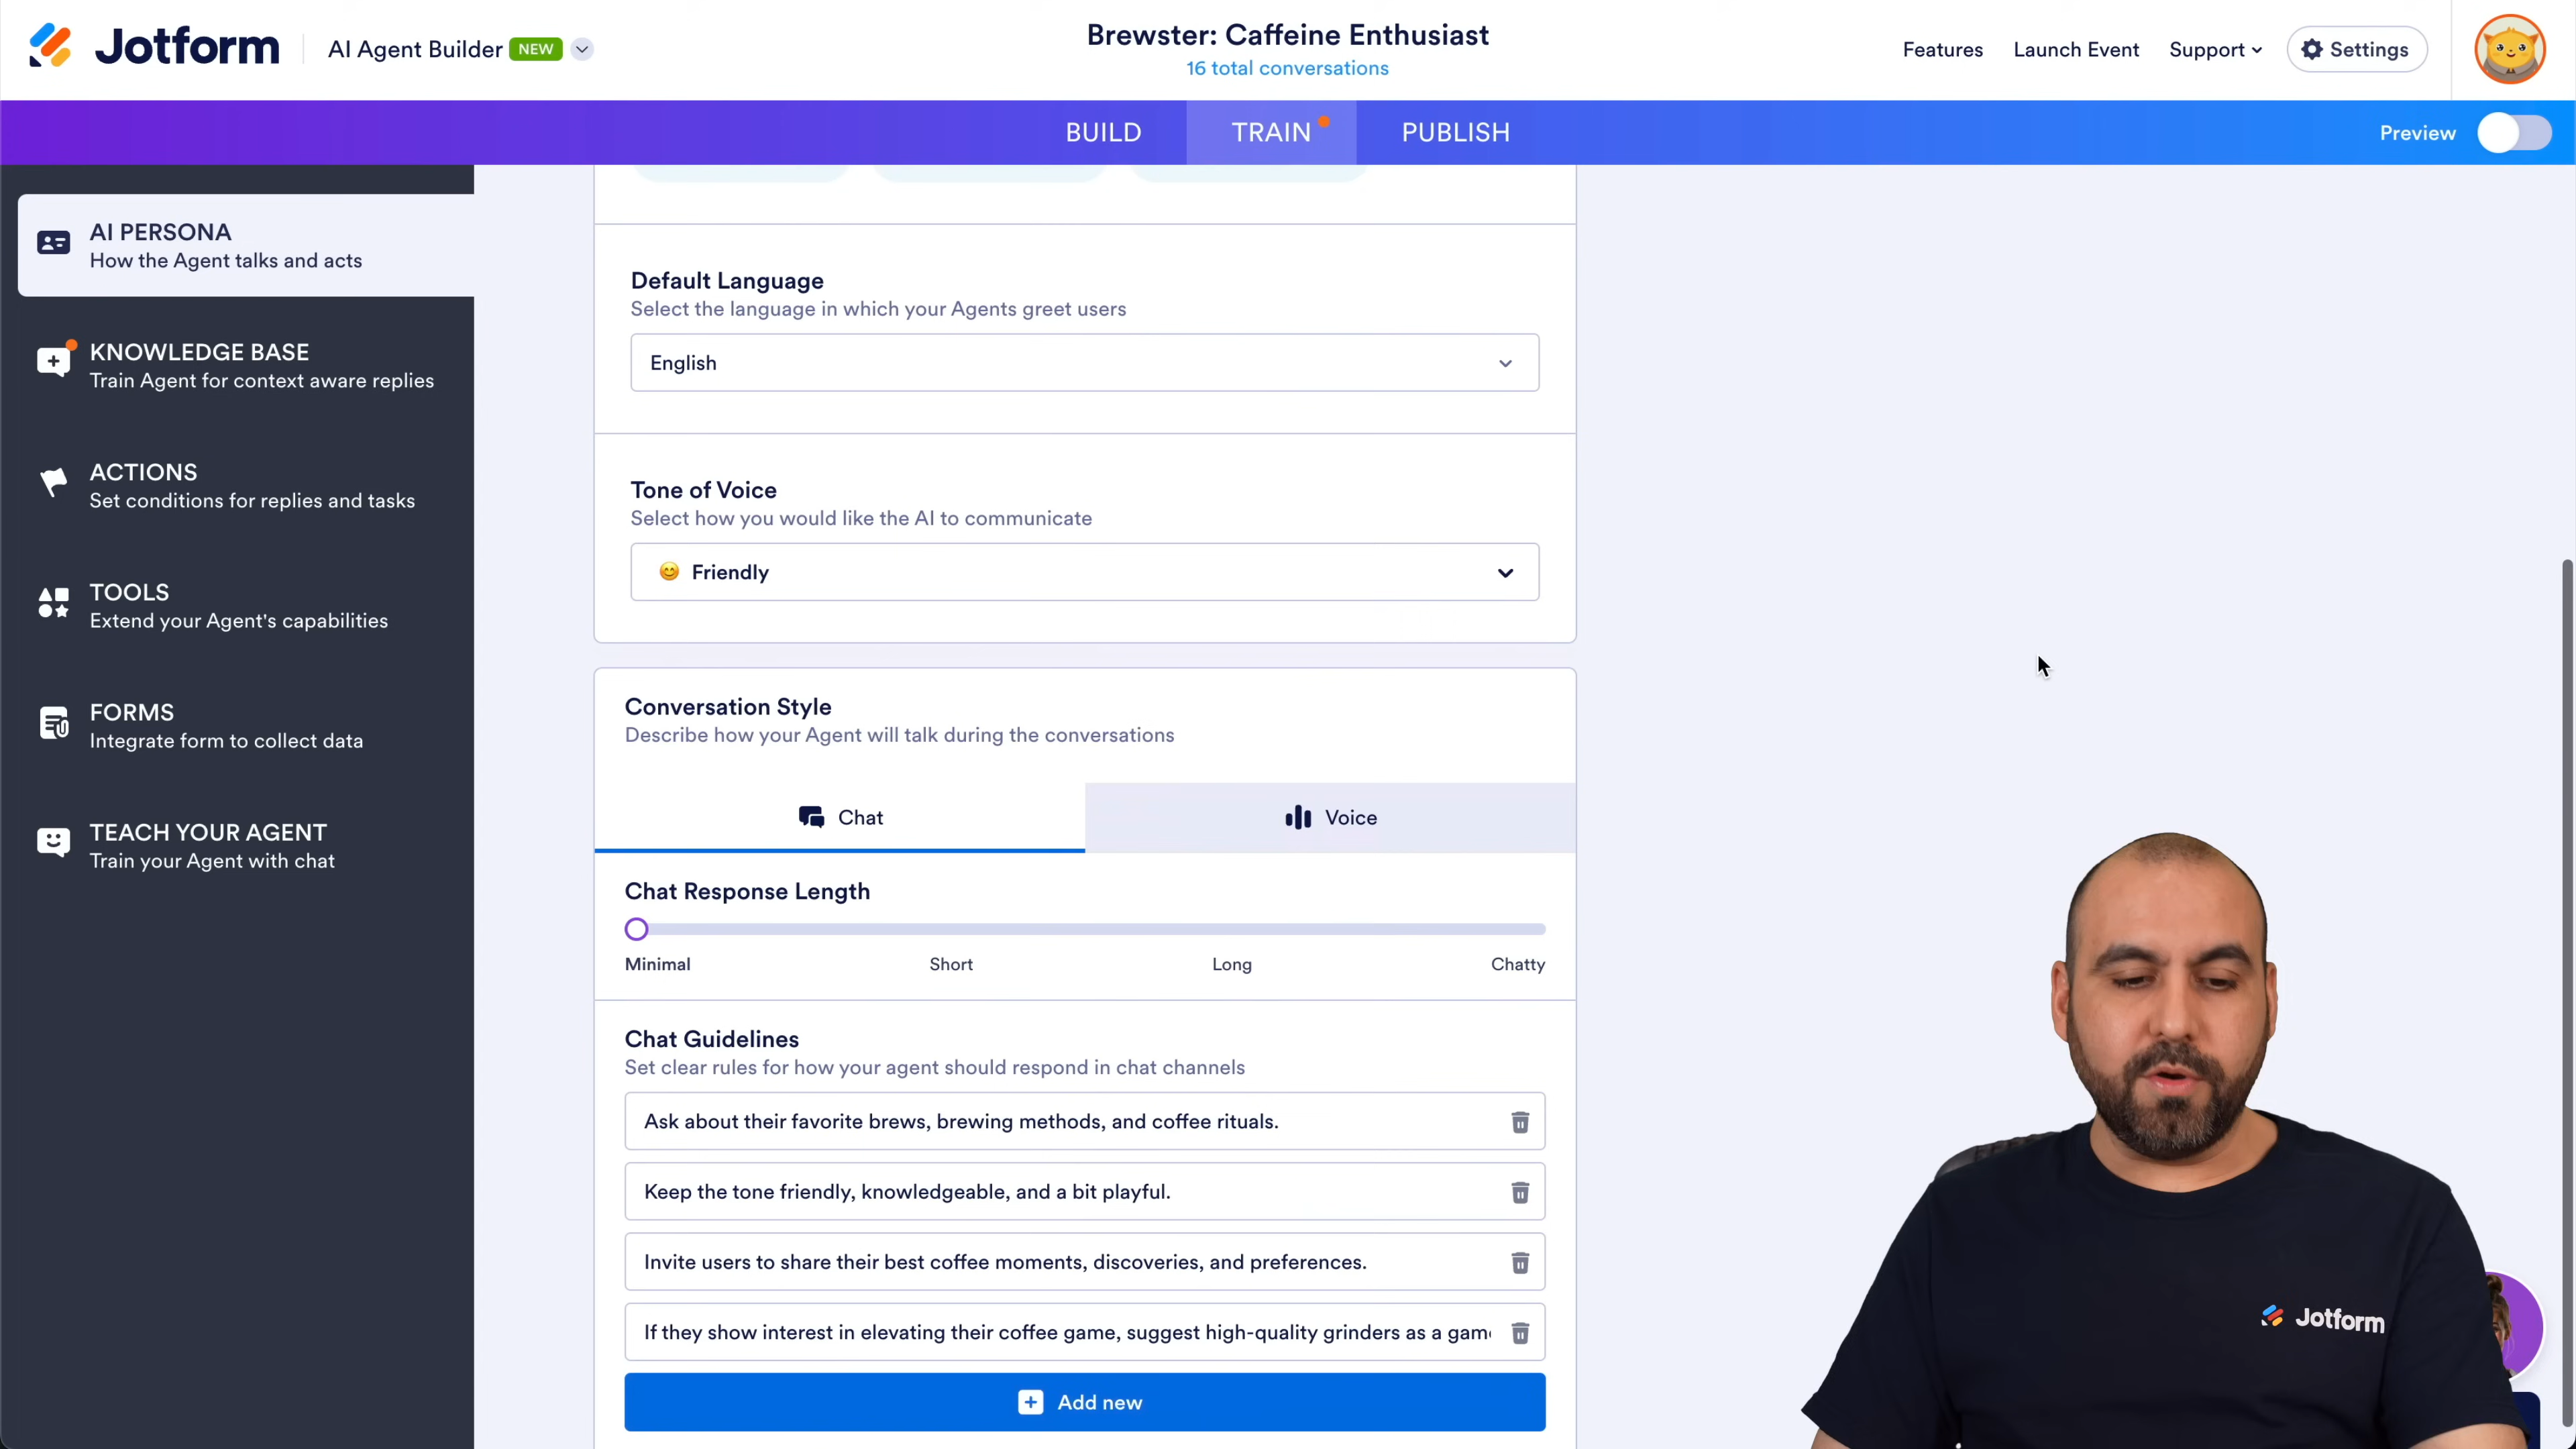 Jotform
AI Agent Builder NEW
Brewster: Caffeine Enthusiast
16 total conversations
Features
Launch Event
Support
Settings
BUILD
TRAIN
PUBLISH
Preview
AI PERSONA
How the Agent talks and acts
KNOWLEDGE BASE
Train Agent for context aware replies
ACTIONS
Set conditions for replies and tasks
TOOLS
Extend your Agent's capabilities
FORMS
Integrate form to collect data
TEACH YOUR AGENT
Train your Agent with chat
Default Language
Select the language in which your Agents greet users
English
Tone of Voice
Select how you would like the AI to communicate
😊 Friendly
Conversation Style
Describe how your Agent will talk during the conversations
Chat
Voice
Chat Response Length
Minimal
Short
Long
Chatty
Chat Guidelines
Set clear rules for how your agent should respond in chat channels
Ask about their favorite brews, brewing methods, and coffee rituals.
Keep the tone friendly, knowledgeable, and a bit playful.
Invite users to share their best coffee moments, discoveries, and preferences.
If they show interest in elevating their coffee game, suggest high-quality grinders as a
Add new
Jotform